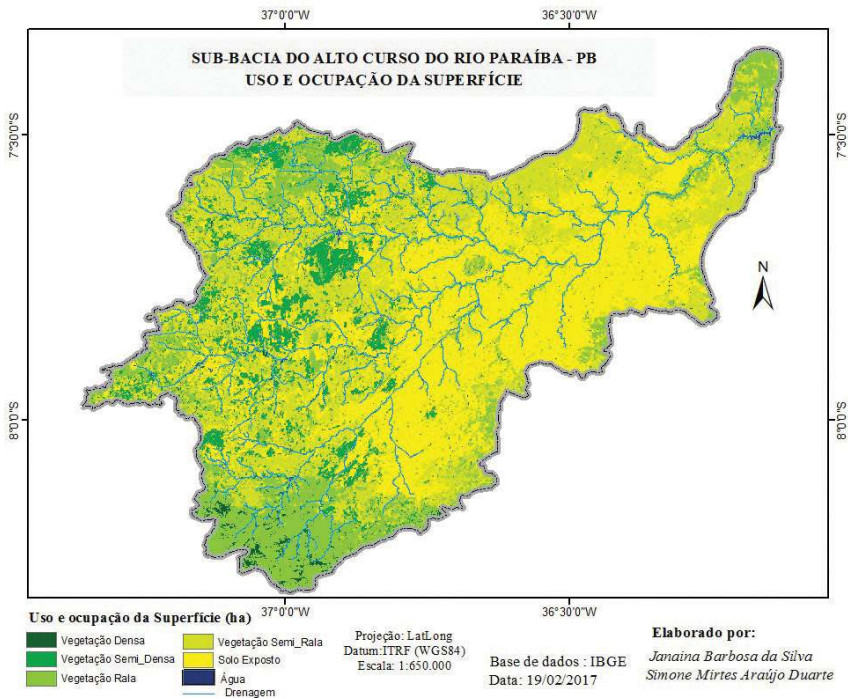 37°0'0"W 36°30'0"W
SUB-BACIA DO ALTO CURSO DO RIO PARAÍBA - PB
USO E OCUPAÇÃO DA SUPERFÍCIE
7°30'0"S 7°30'0"S
N
8°0'0"S 8°0'0"S
37°0'0"W 36°30'0"W
Uso e ocupação da Superfície (ha)
Vegetação Densa
Vegetação Semi_Densa
Vegetação Rala
Vegetação Semi_Rala
Solo Exposto
Água
Drenagem
Projeção: LatLong
Datum:ITRF (WGS84)
Escala: 1:650.000
Base de dados : IBGE
Data: 19/02/2017
Elaborado por:
Janaina Barbosa da Silva
Simone Mirtes Araújo Duarte